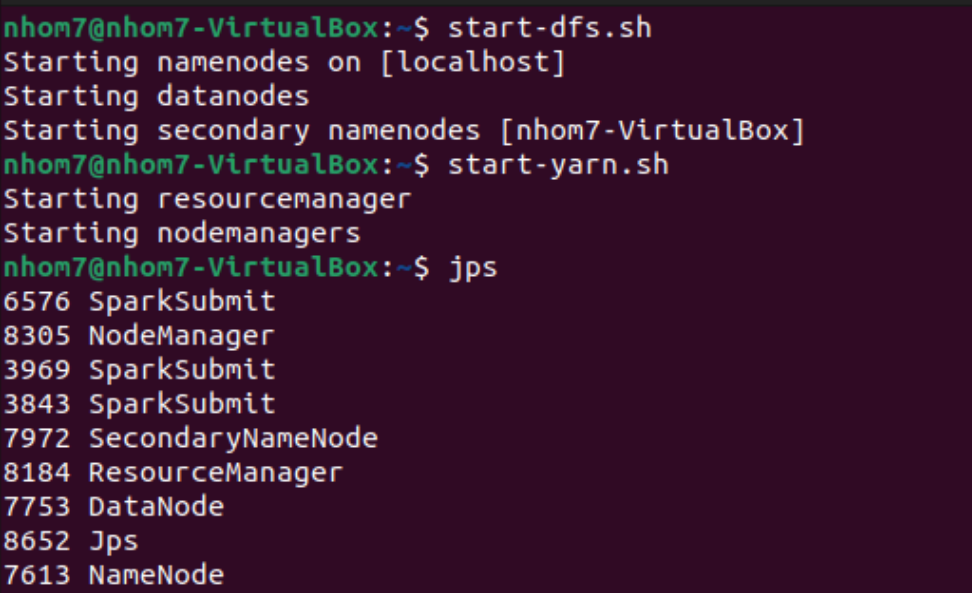 nhom7@nhom7-VirtualBox:~$ start-dfs.sh
Starting namenodes on [localhost]
Starting datanodes
Starting secondary namenodes [nhom7-VirtualBox]
nhom7@nhom7-VirtualBox:~$ start-yarn.sh
Starting resourcemanager
Starting nodemanagers
nhom7@nhom7-VirtualBox:~$ jps
6576 SparkSubmit
8305 NodeManager
3969 SparkSubmit
3843 SparkSubmit
7972 SecondaryNameNode
8184 ResourceManager
7753 DataNode
8652 Jps
7613 NameNode